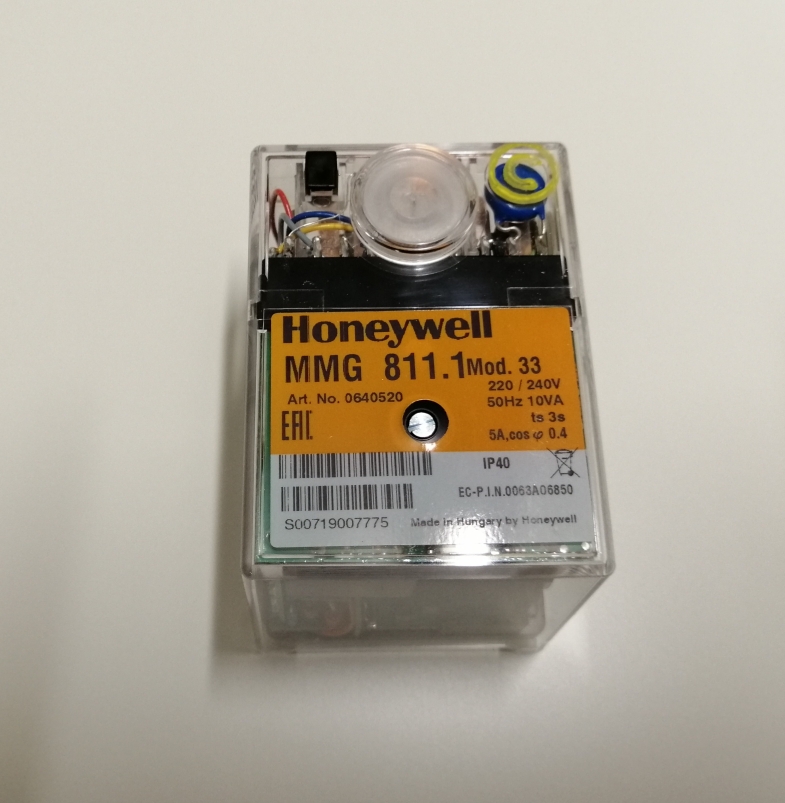 Honeywell
MMG 811.1 Mod. 33
Art. No. 0640520
220 / 240V
50Hz 10VA
ts 3s
5A,cos φ 0.4
EAC
IP40
EC-P.I.N.0063A06850
S00719007775
Made in Hungary by Honeywell